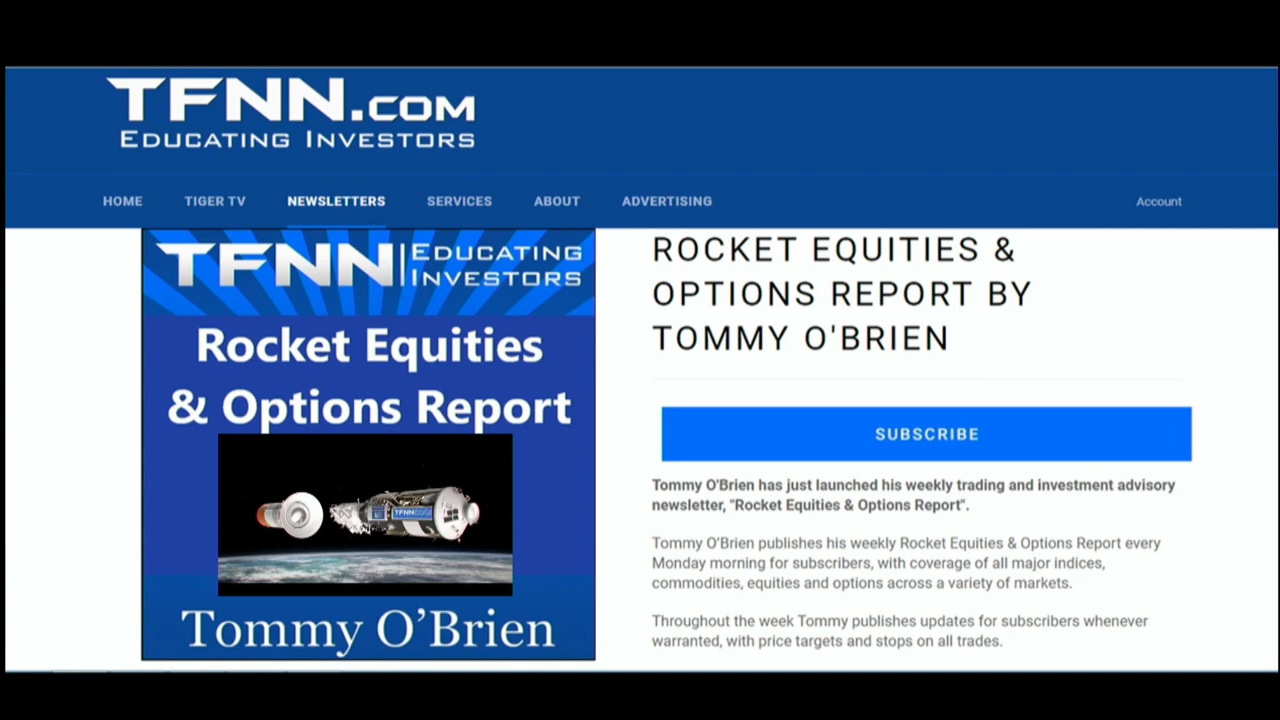 TFNN.COM
EDUCATING INVESTORS
HOME TIGER TV NEWSLETTERS SERVICES ABOUT ADVERTISING Account
TFNN EDUCATING
INVESTORS
Rocket Equities
& Options Report
Tommy O'Brien
ROCKET EQUITIES &
OPTIONS REPORT BY
TOMMY O'BRIEN
SUBSCRIBE
Tommy O'Brien has just launched his weekly trading and investment advisory
newsletter, "Rocket Equities & Options Report".
Tommy O'Brien publishes his weekly Rocket Equities & Options Report every
Monday morning for subscribers, with coverage of all major indices,
commodities, equities and options across a variety of markets.
Throughout the week Tommy publishes updates for subscribers whenever
warranted, with price targets and stops on all trades.